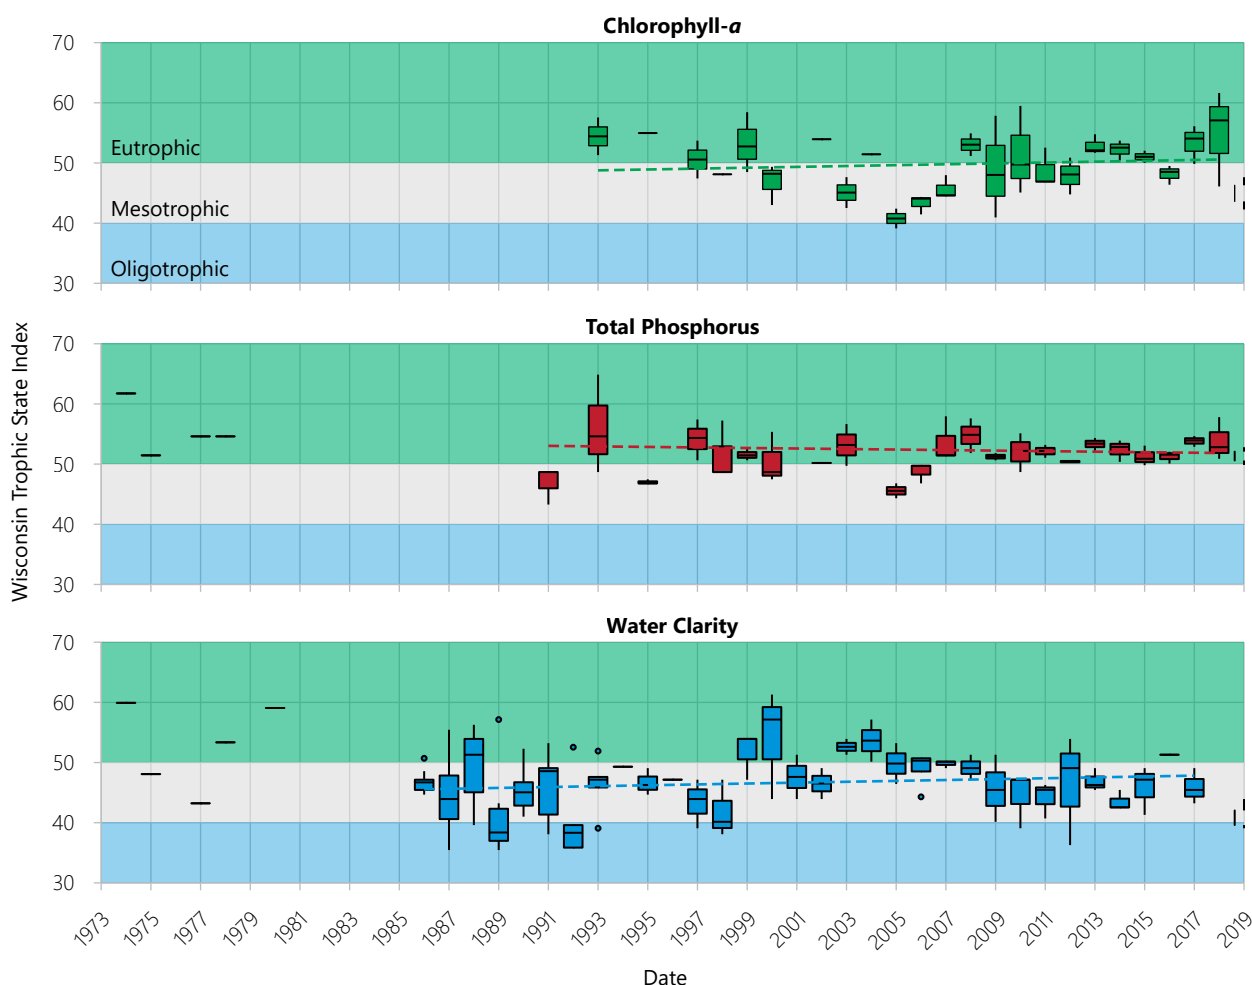 Chlorophyll-a
70
60
50
40
30
Eutrophic
Mesotrophic
Oligotrophic
Wisconsin Trophic State Index
Total Phosphorus
70
60
50
40
30
Water Clarity
70
60
50
40
30
1973 1975 1977 1979 1981 1983 1985 1987 1989 1991 1993 1995 1997 1999 2001 2003 2005 2007 2009 2011 2013 2015 2017 2019
Date